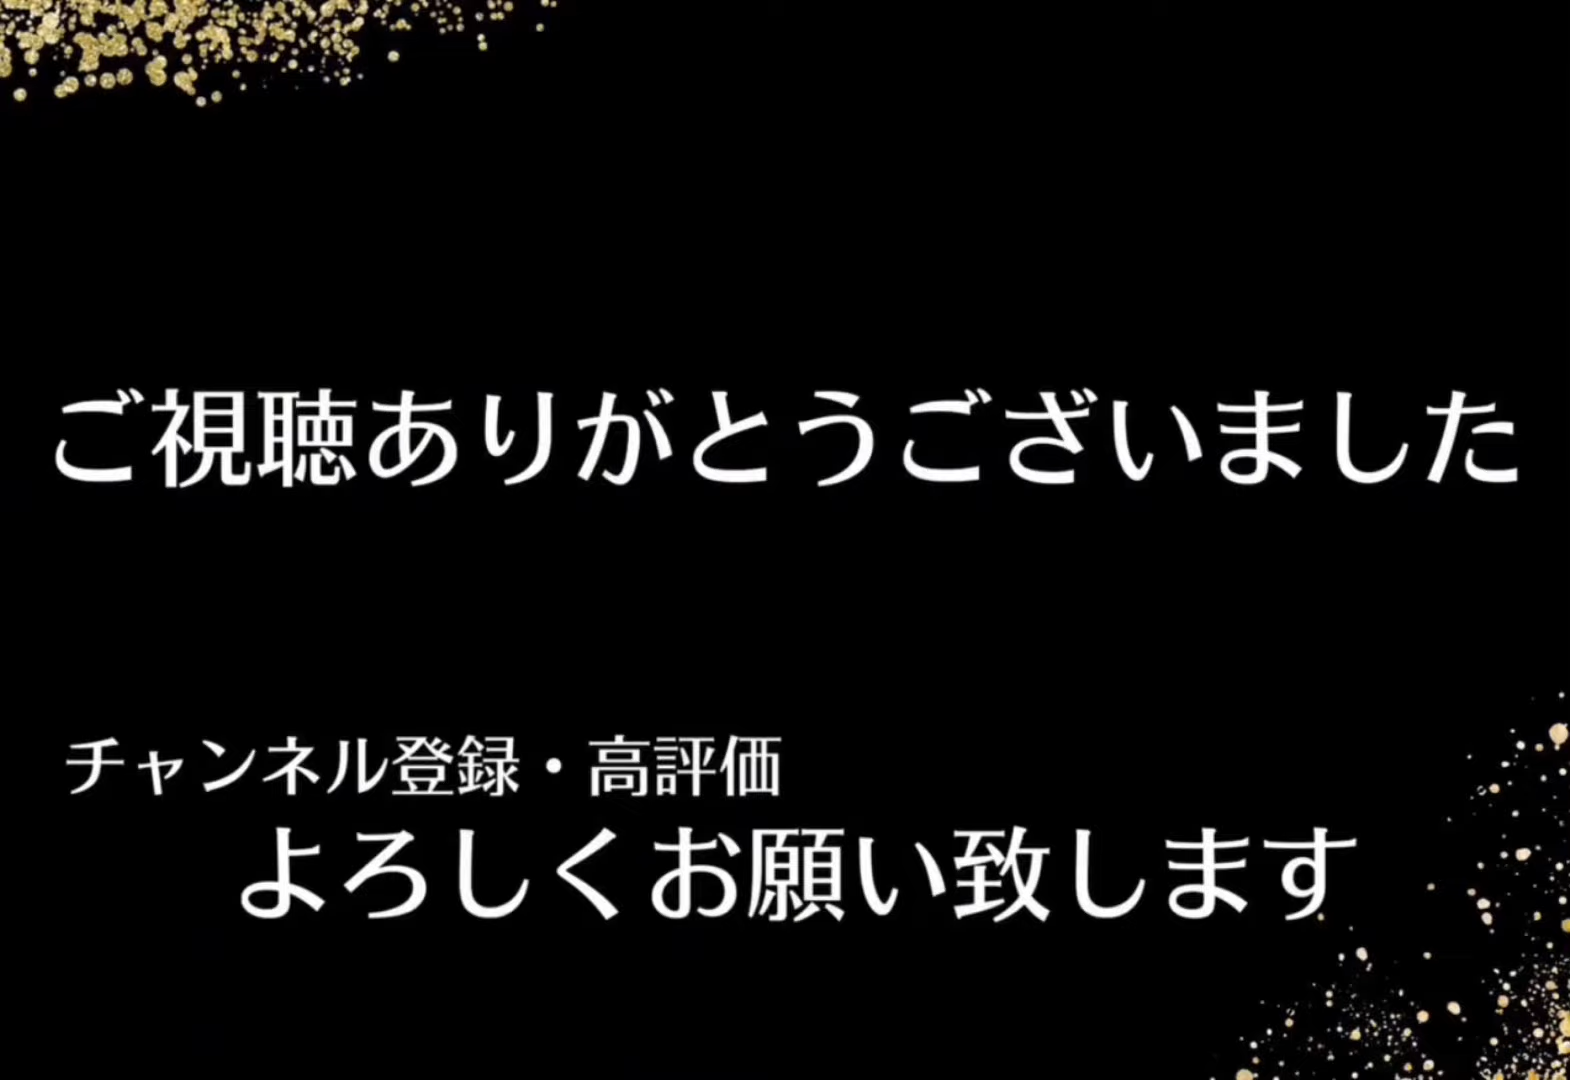 ご視聴ありがとうございました
チャンネル登録・高評価
よろしくお願い致します